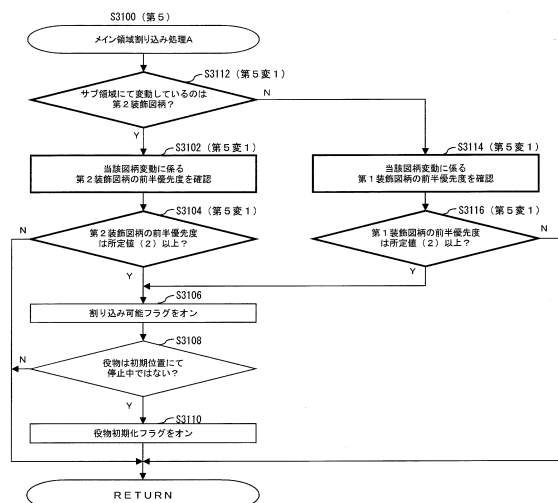 S3100（第５）
メイン領域割り込み処理Ａ
S3112（第５変１）
サブ領域にて変動しているのは
第２装飾図柄？
N
Y
S3102（第５変１）
当該図柄変動に係る
第２装飾図柄の前半優先度を確認
S3114（第５変１）
当該図柄変動に係る
第１装飾図柄の前半優先度を確認
S3104（第５変１）
第２装飾図柄の前半優先度
は所定値（２）以上？
N
Y
S3116（第５変１）
第１装飾図柄の前半優先度
は所定値（２）以上？
N
Y
S3106
割り込み可能フラグをオン
S3108
役物は初期位置にて
停止中ではない？
N
Y
S3110
役物初期化フラグをオン
ＲＥＴＵＲＮ